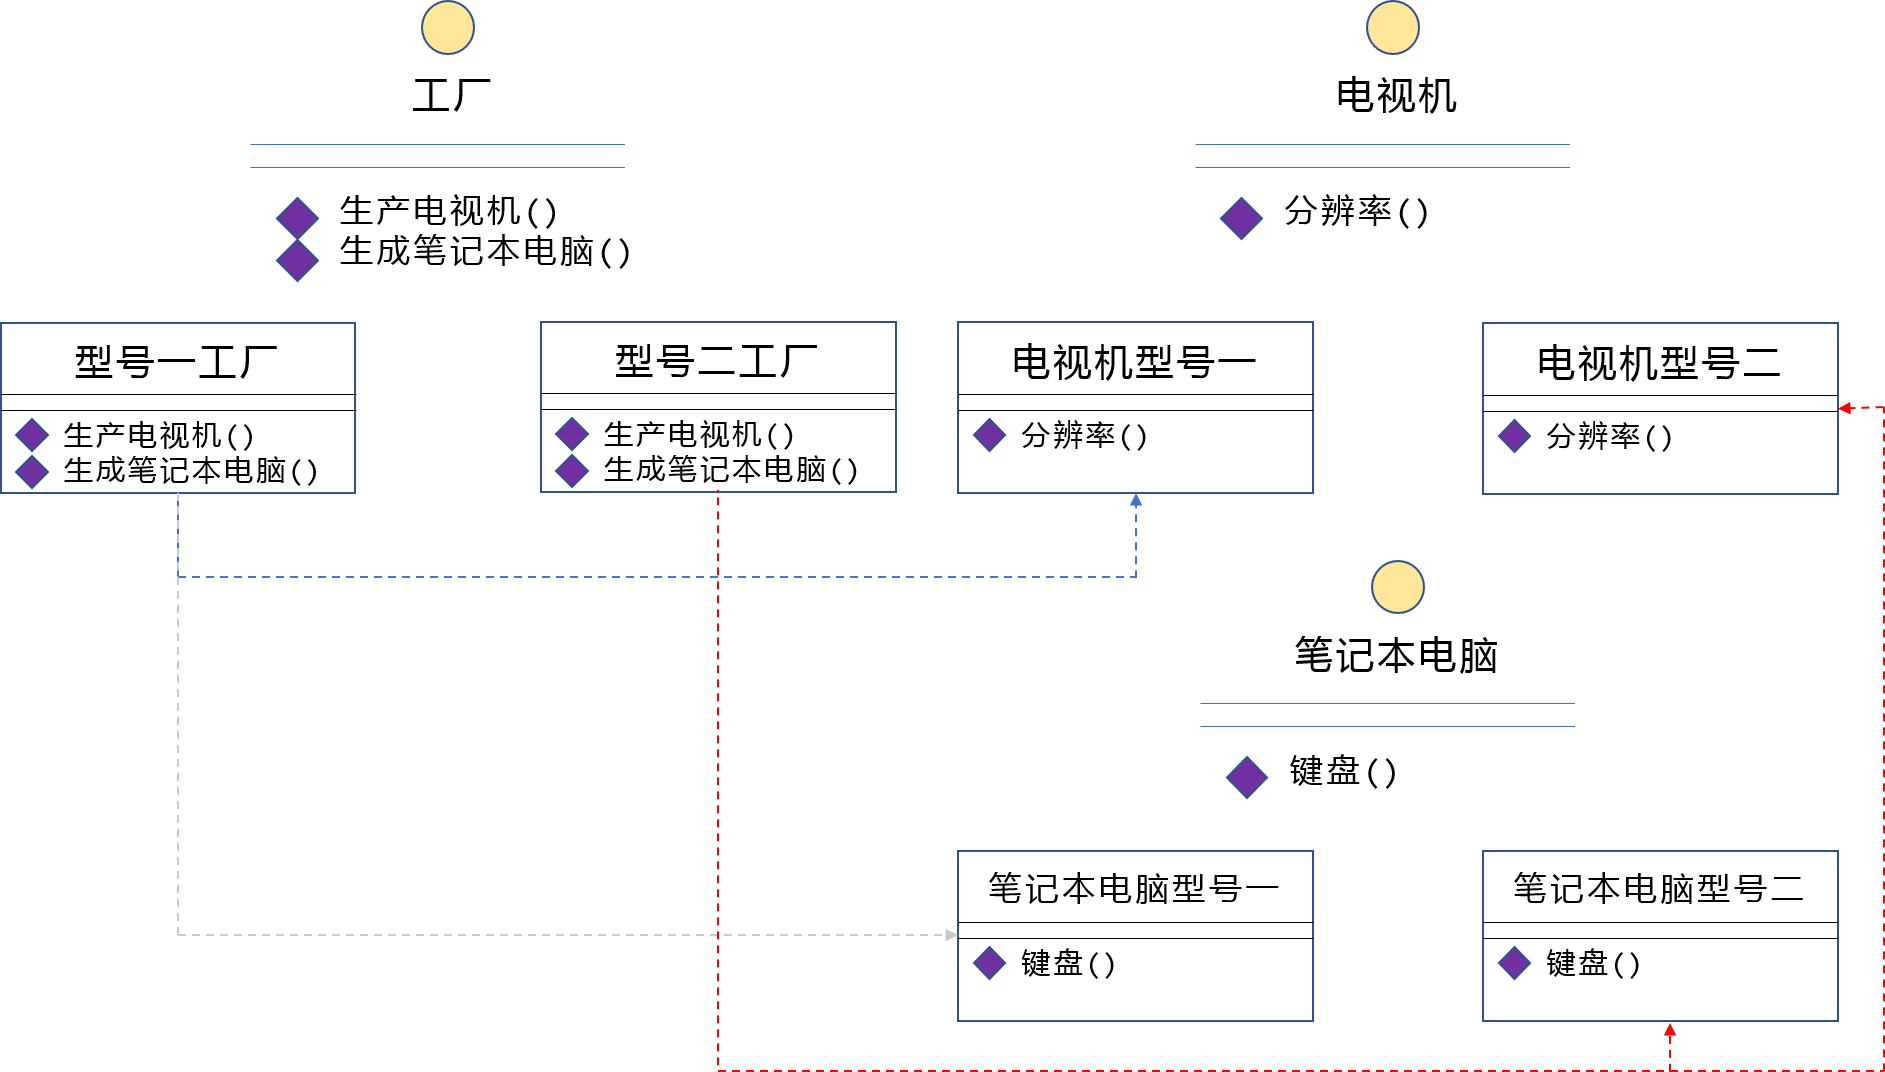 工厂
生产电视机()
生成笔记本电脑()
电视机
分辨率()
型号一工厂
生产电视机()
生成笔记本电脑()
型号二工厂
生产电视机()
生成笔记本电脑()
电视机型号一
分辨率()
电视机型号二
分辨率()
笔记本电脑
键盘()
笔记本电脑型号一
键盘()
笔记本电脑型号二
键盘()